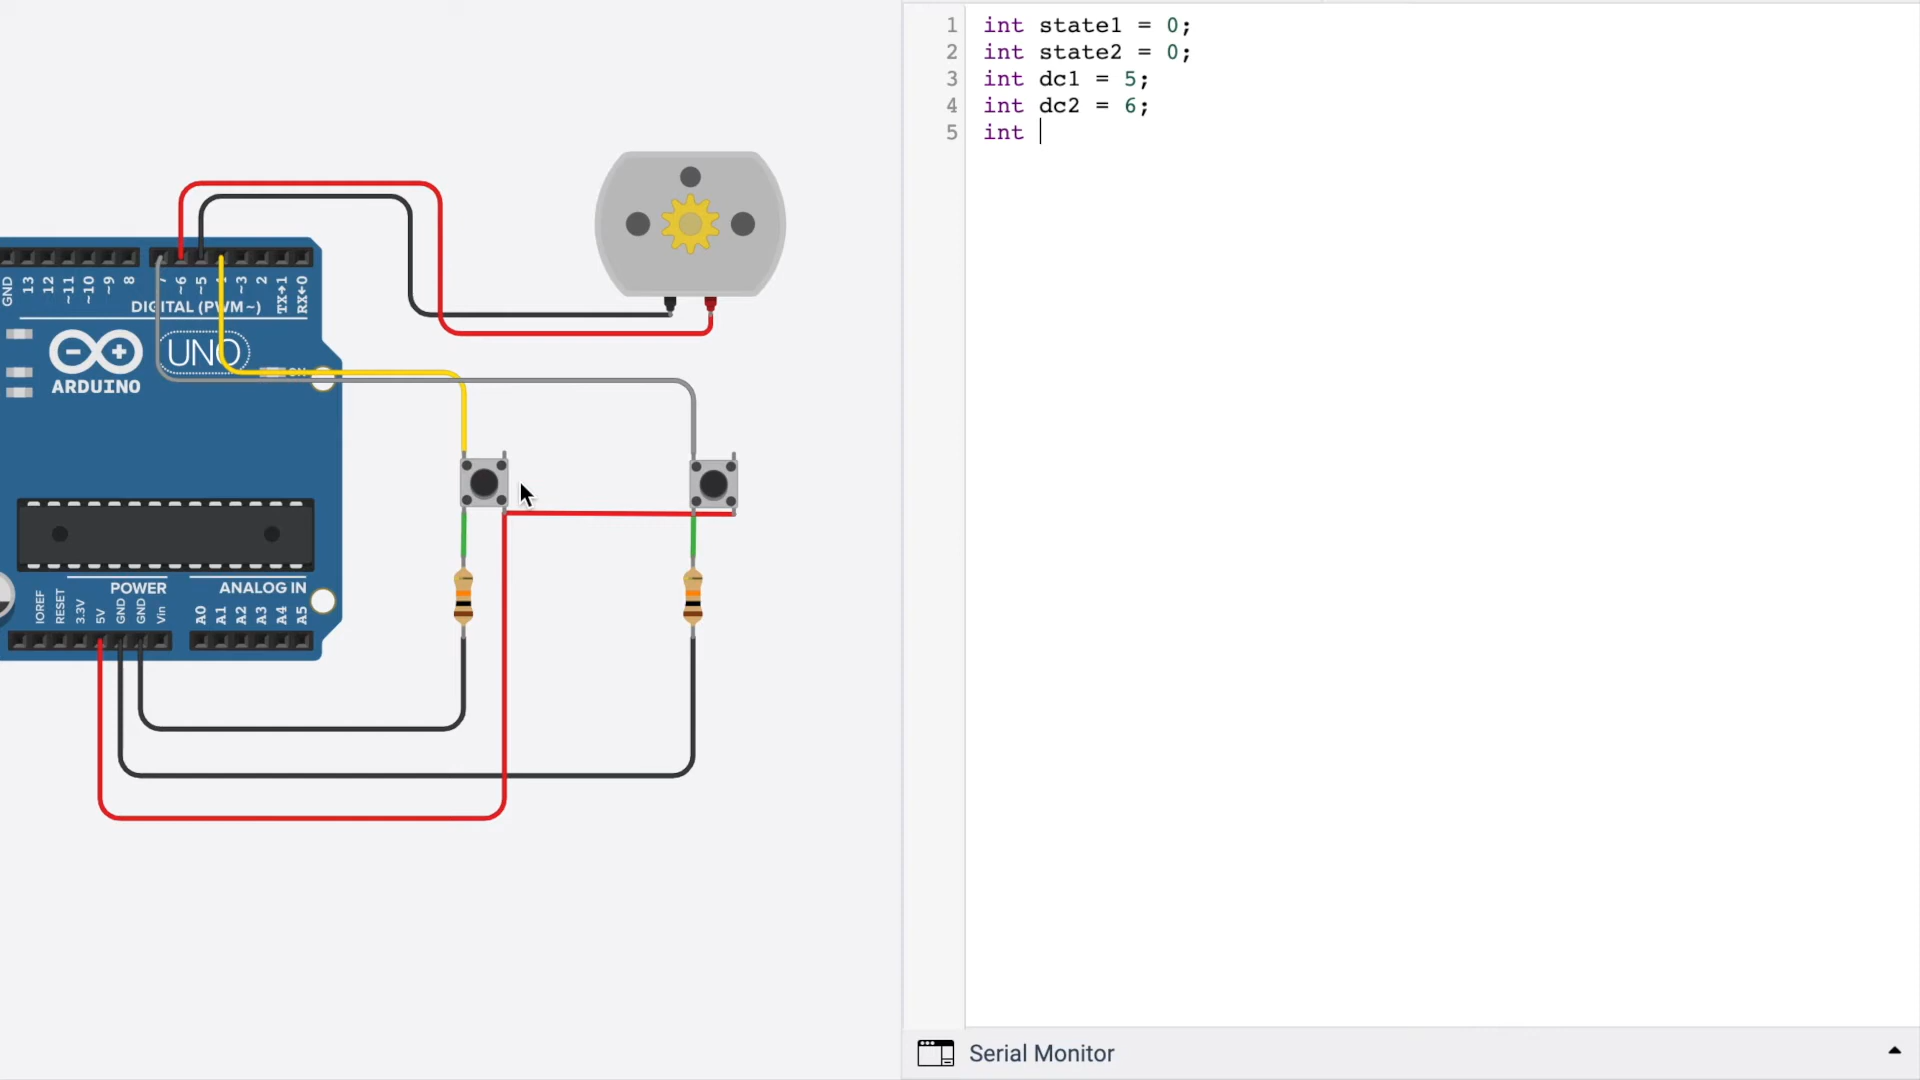 GND
13
12
~11
~10
~9
8
7
~6
~5
~3
2
TX→1
RX←0
DIGITAL (PWM~)
UNO
ARDUINO
POWER
ANALOG IN
IOREF
RESET
3.3V
5V
GND
GND
Vin
A0
A1
A2
A3
A4
A5
1 int state1 = 0;
2 int state2 = 0;
3 int dc1 = 5;
4 int dc2 = 6;
5 int
Serial Monitor